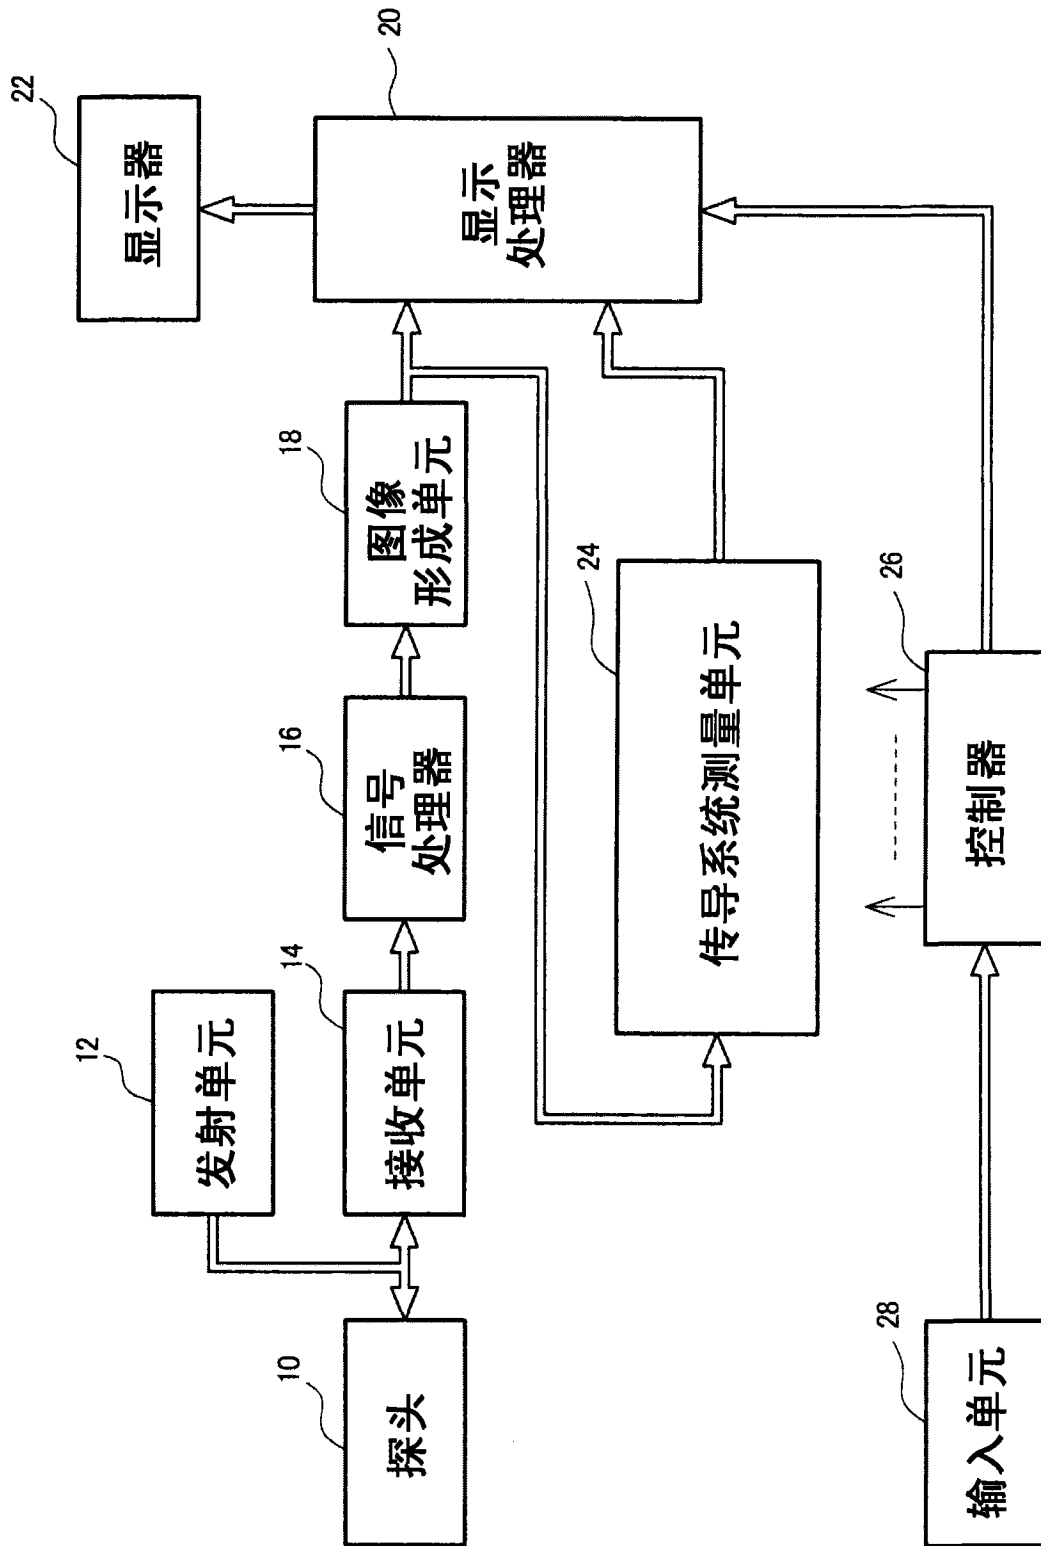 10
探头
12
发射单元
14
接收单元
16
信号
处理器
18
图像
形成单元
20
显示
处理器
22
显示器
24
传导系统测量单元
26
控制器
28
输入单元